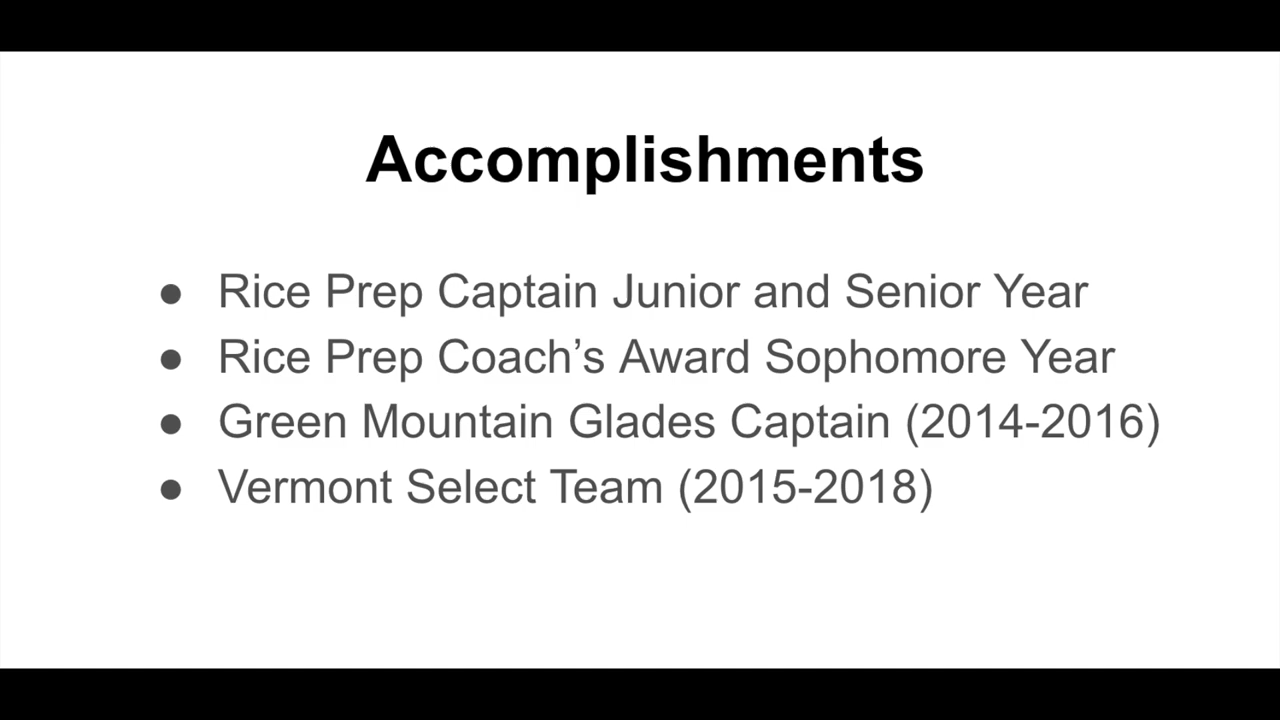 Accomplishments
● Rice Prep Captain Junior and Senior Year
● Rice Prep Coach’s Award Sophomore Year
● Green Mountain Glades Captain (2014-2016)
● Vermont Select Team (2015-2018)